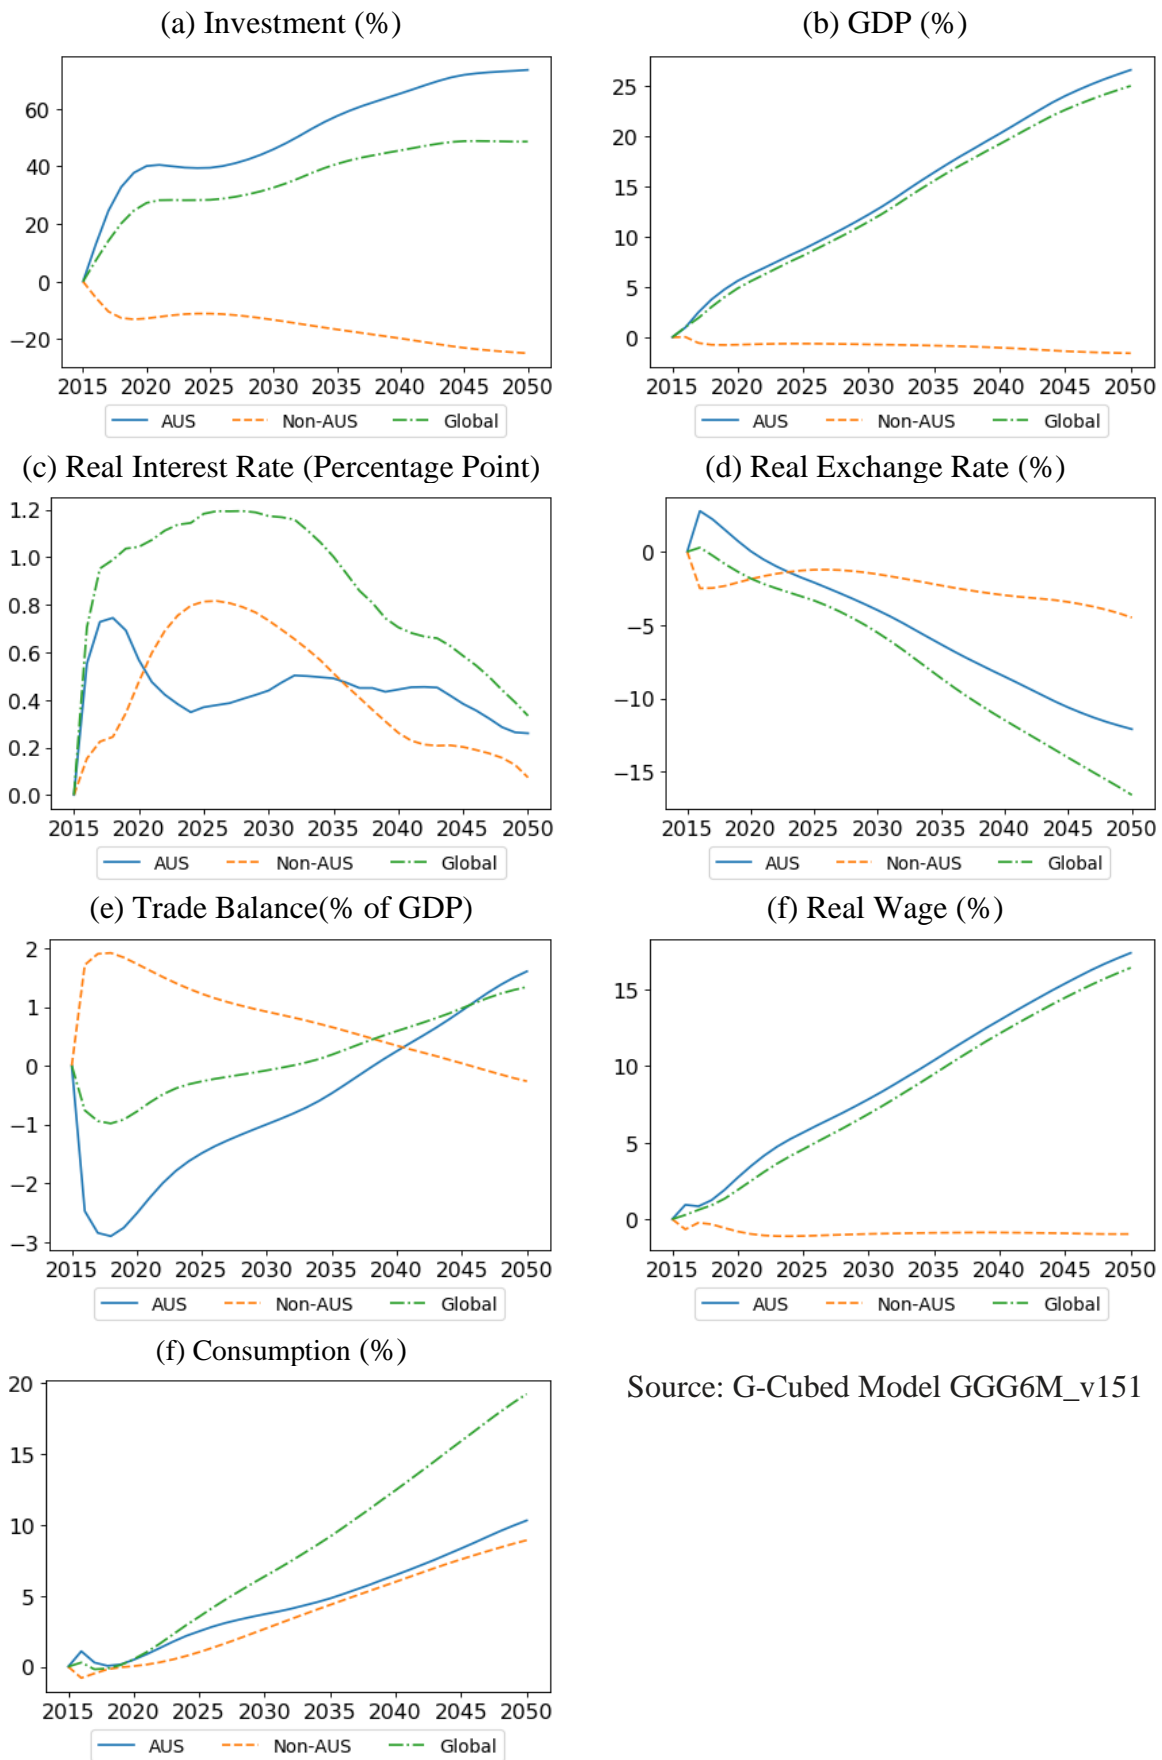 (a) Investment (%)
60
40
20
0
−20
2015 2020 2025 2030 2035 2040 2045 2050
AUS Non-AUS Global
(b) GDP (%)
25
20
15
10
5
0
2015 2020 2025 2030 2035 2040 2045 2050
AUS Non-AUS Global
(c) Real Interest Rate (Percentage Point)
1.2
1.0
0.8
0.6
0.4
0.2
0.0
2015 2020 2025 2030 2035 2040 2045 2050
AUS Non-AUS Global
(d) Real Exchange Rate (%)
0
−5
−10
−15
2015 2020 2025 2030 2035 2040 2045 2050
AUS Non-AUS Global
(e) Trade Balance(% of GDP)
2
1
0
−1
−2
−3
2015 2020 2025 2030 2035 2040 2045 2050
AUS Non-AUS Global
(f) Real Wage (%)
15
10
5
0
2015 2020 2025 2030 2035 2040 2045 2050
AUS Non-AUS Global
(f) Consumption (%)
20
15
10
5
0
2015 2020 2025 2030 2035 2040 2045 2050
AUS Non-AUS Global
Source: G-Cubed Model GGG6M_v151